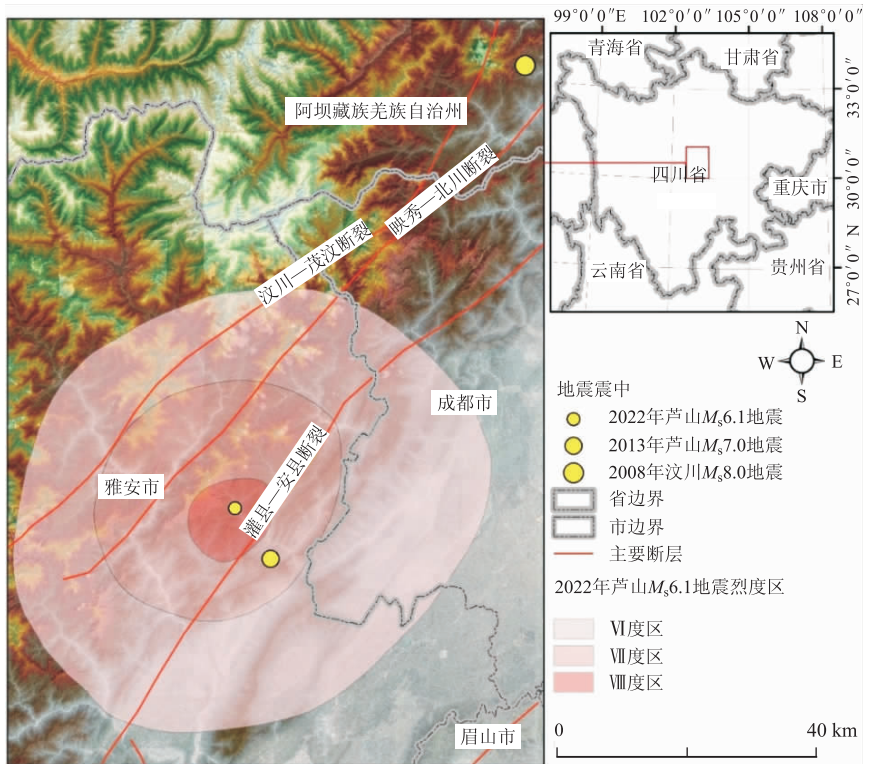 阿坝藏族羌族自治州
映秀—北川断裂
汶川—茂汶断裂
成都市
灌县—安县断裂
雅安市
眉山市
99°0′0″E 102°0′0″ 105°0′0″ 108°0′0″
青海省
甘肃省
四川省
重庆市
云南省
贵州省
33°0′0″
30°0′0″
27°0′0″ N
N
W
E
S
地震震中
2022年芦山Ms6.1地震
2013年芦山Ms7.0地震
2008年汶川Ms8.0地震
省边界
市边界
主要断层
2022年芦山Ms6.1地震烈度区
Ⅵ度区
Ⅶ度区
Ⅷ度区
0 40 km